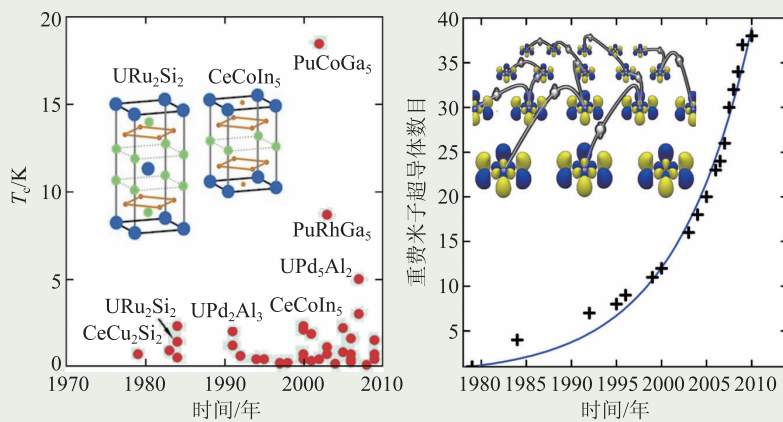 T_c/K
20
15
10
5
0
URu₂Si₂
CeCoIn₅
PuCoGa₅
PuRhGa₅
UPd₅Al₂
URu₂Si₂
UPd₂Al₃
CeCoIn₅
CeCu₂Si₂
1970 1980 1990 2000 2010
时间/年
重费米子超导体数目
40
35
30
25
20
15
10
5
1980 1985 1990 1995 2000 2005 2010
时间/年